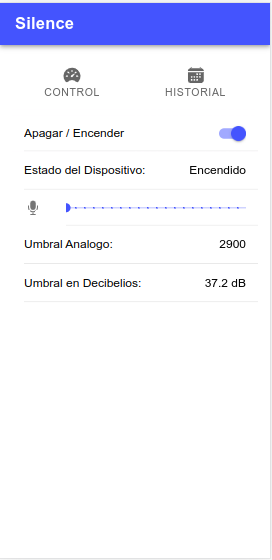 Silence
CONTROL HISTORIAL
Apagar / Encender
Estado del Dispositivo: Encendido
Umbral Analogo: 2900
Umbral en Decibelios: 37.2 dB